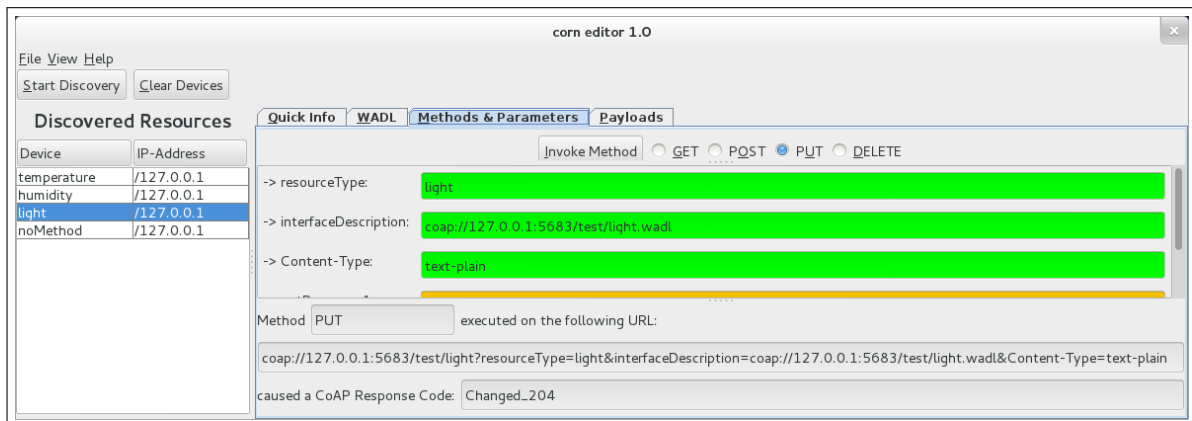 corn editor 1.0
File View Help
Start Discovery Clear Devices
Discovered Resources
Quick Info WADL Methods & Parameters Payloads
Device IP-Address
Invoke Method GET POST PUT DELETE
temperature /127.0.0.1
humidity /127.0.0.1
light /127.0.0.1
noMethod /127.0.0.1
-> resourceType: light
-> interfaceDescription: coap://127.0.0.1:5683/test/light.wadl
-> Content-Type: text-plain
Method PUT executed on the following URL:
coap://127.0.0.1:5683/test/light?resourceType=light&interfaceDescription=coap://127.0.0.1:5683/test/light.wadl&Content-Type=text-plain
caused a CoAP Response Code: Changed_204